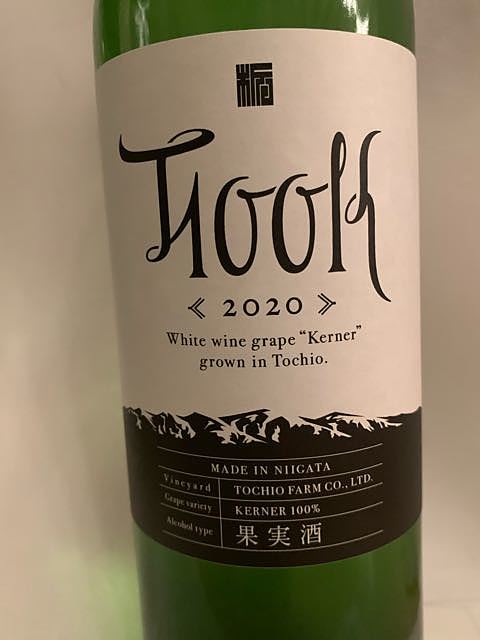 栃
T100K
≪ 2020 ≫
White wine grape “Kerner”
grown in Tochio.
MADE IN NIIGATA
Vineyard TOCHIO FARM CO., LTD.
Grape variety KERNER 100%
Alcohol type 果実酒